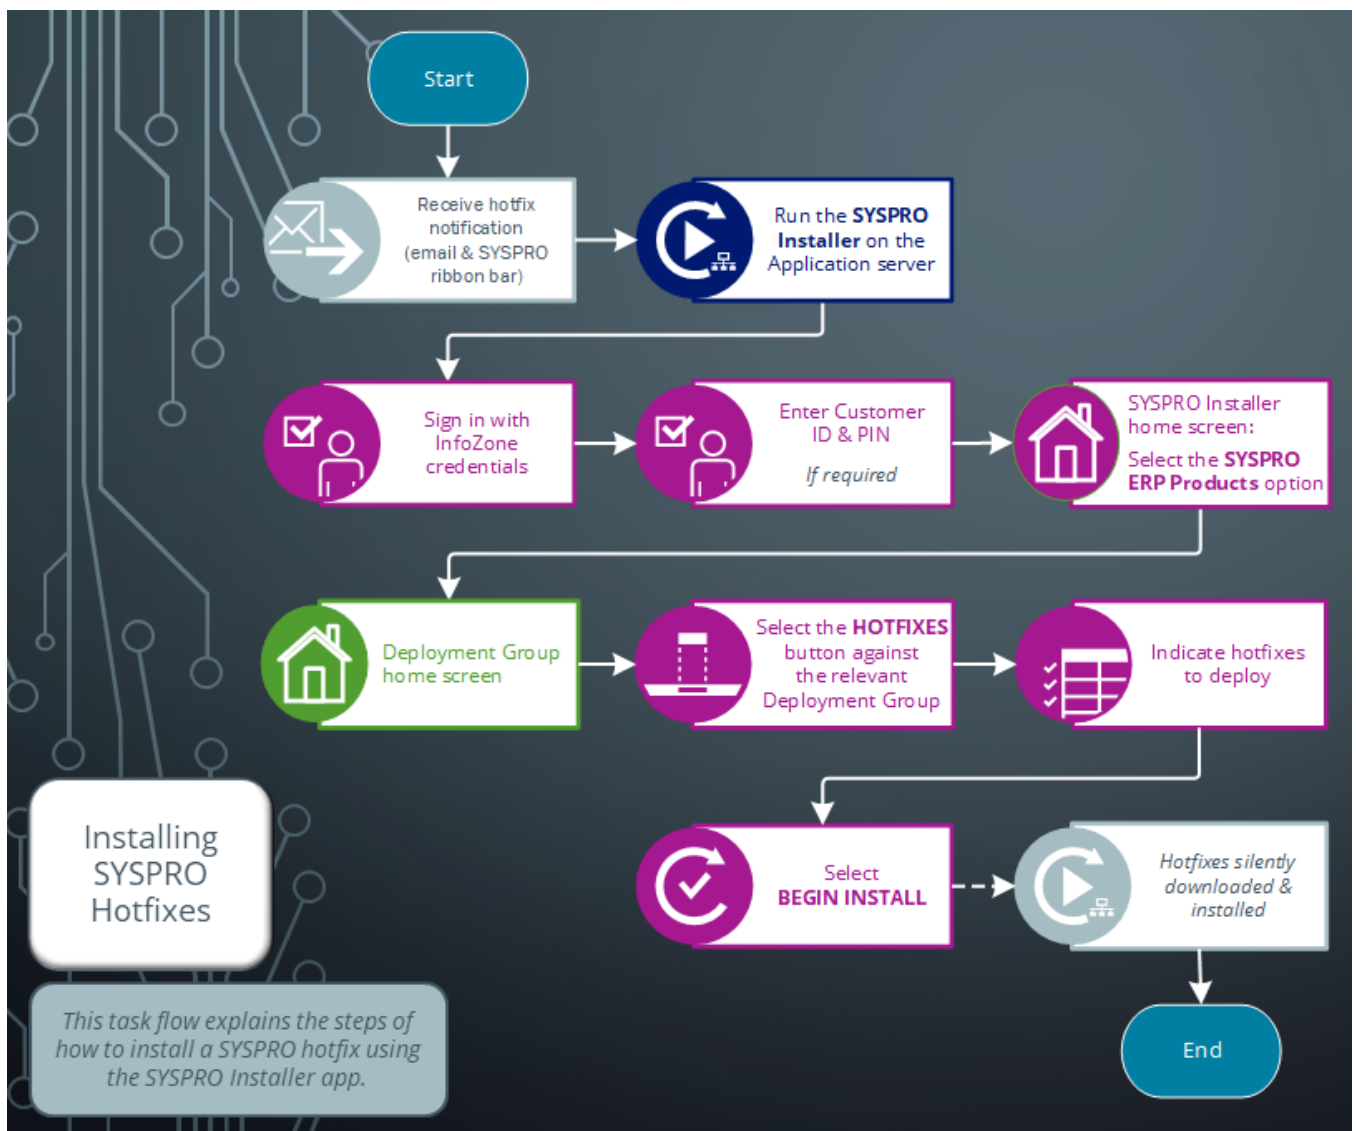 Start
Receive hotfix
notification
(email & SYSPRO
ribbon bar)
Run the SYSPRO
Installer on the
Application server
Sign in with
InfoZone
credentials
Enter Customer
ID & PIN
If required
SYSPRO Installer
home screen:
Select the SYSPRO
ERP Products option
Deployment Group
home screen
Select the HOTFIXES
button against
the relevant
Deployment Group
Indicate hotfixes
to deploy
Select
BEGIN INSTALL
Hotfixes silently
downloaded &
installed
End
Installing
SYSPRO
Hotfixes
This task flow explains the steps of
how to install a SYSPRO hotfix using
the SYSPRO Installer app.